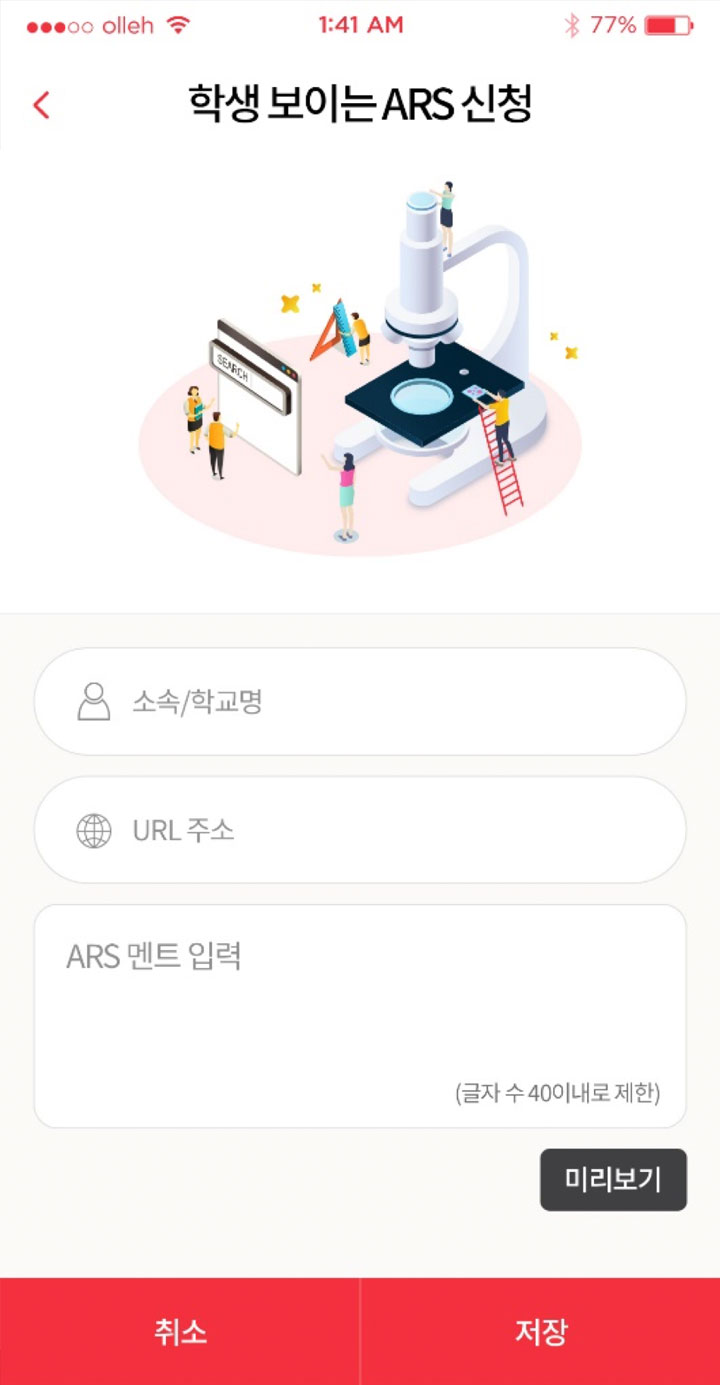 olleh 1:41 AM 77%
학생 보이는 ARS 신청
SEARCH
소속/학교명
URL 주소
ARS 멘트 입력
(글자 수 40이내로 제한)
미리보기
취소 저장